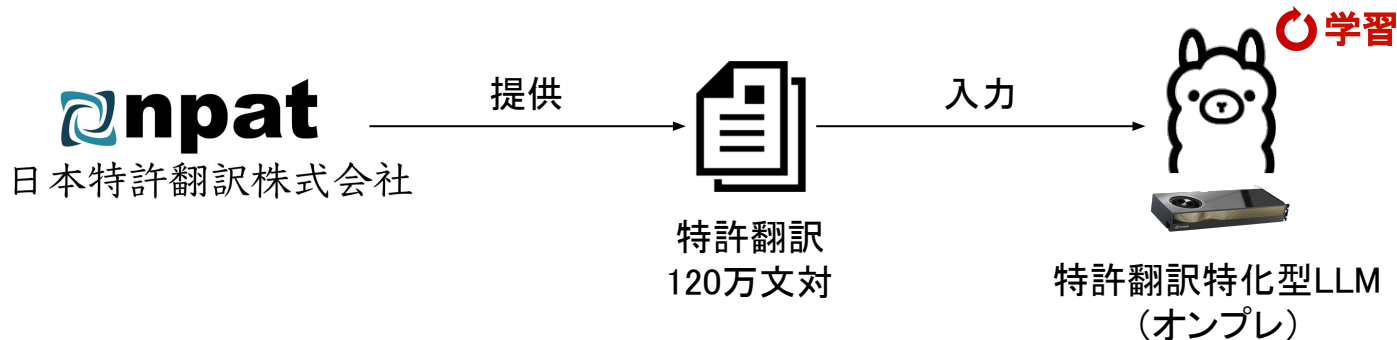 学習
提供
入力
npat
日本特許翻訳株式会社
特許翻訳
120万文対
特許翻訳特化型LLM
(オンプレ)